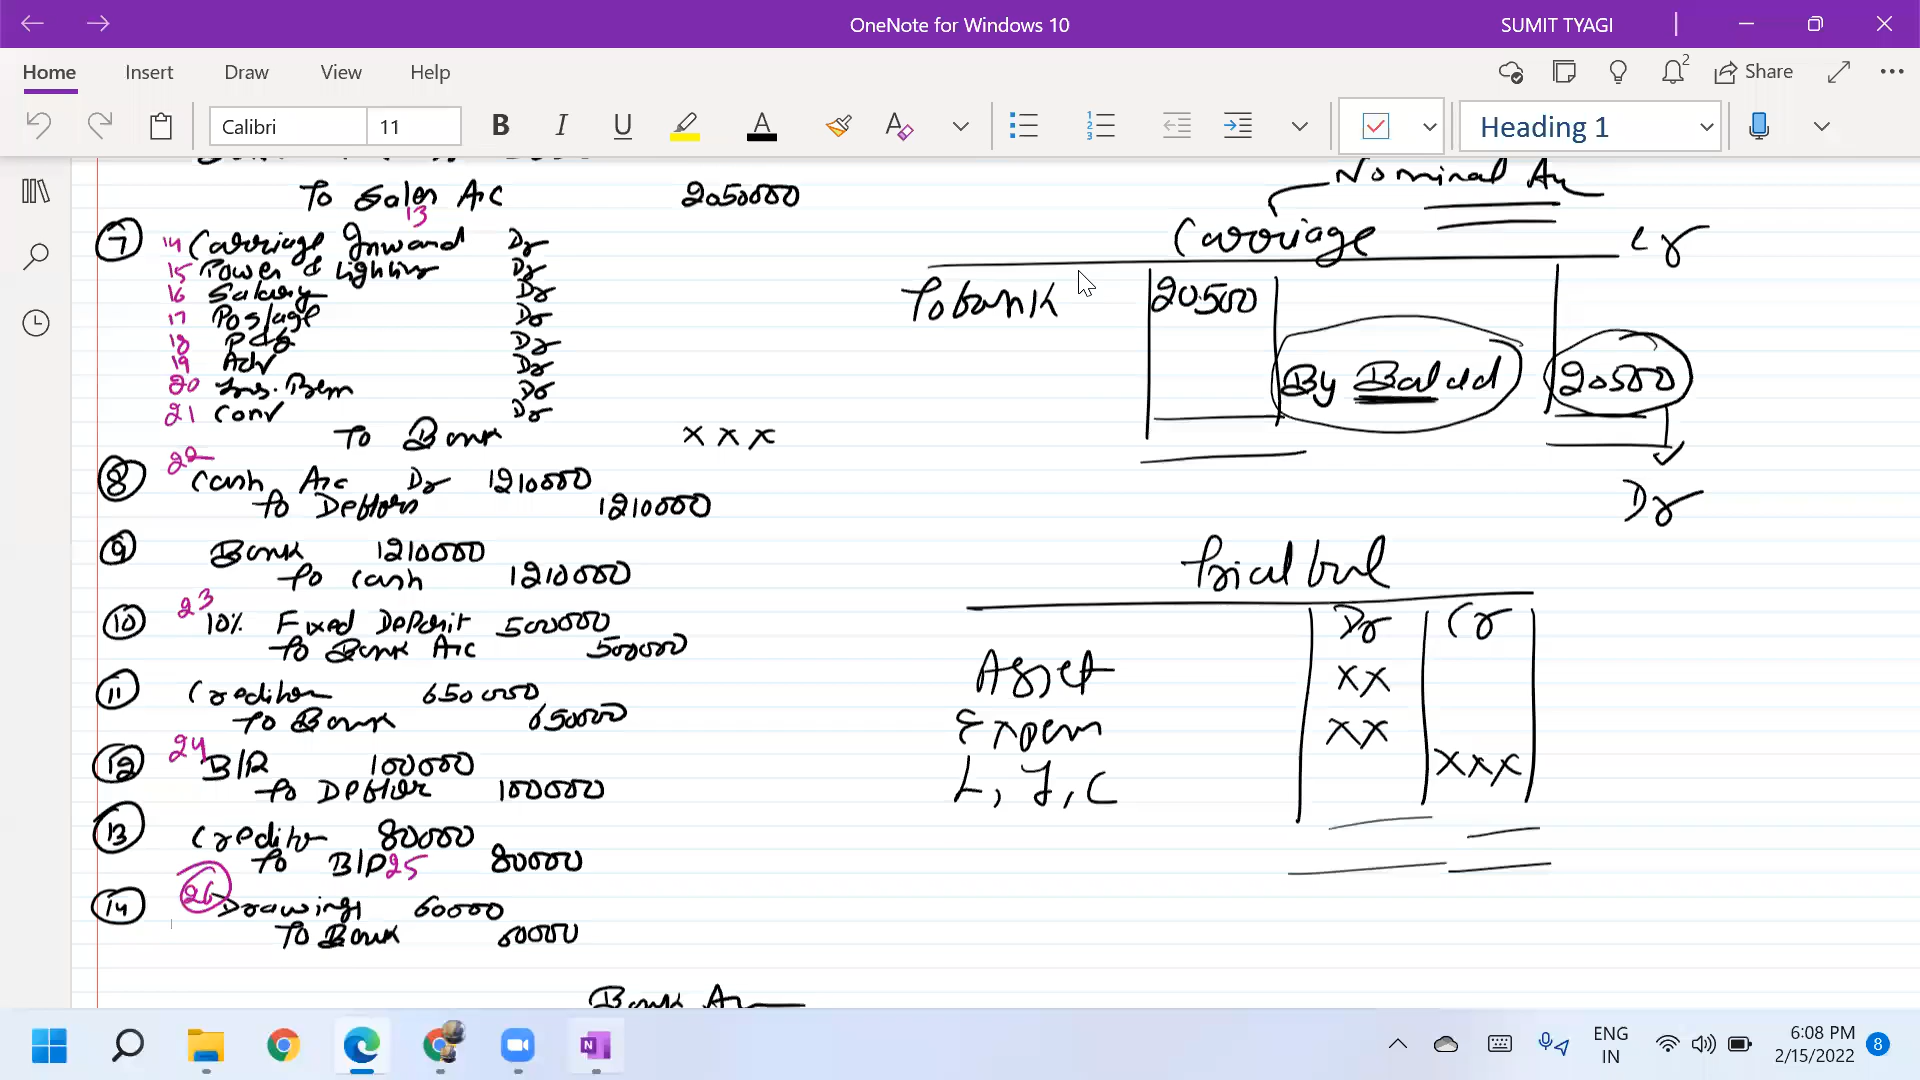 OneNote for Windows 10
SUMIT TYAGI
Home Insert View Help
2
Share
Calibri 11
B I U A
Heading 1
To Sales A/c 2050000
13
7 14 Carriage Inward Dr
15 Power & Lighting Dr
16 Salary Dr
17 Postage Dr
18 Dr
19 Adv Dr
20 Ins. Prem Dr
21 Conv Dr
To Bank x x x
22
8 Cash A/c Dr 1210000
To Debtors 1210000
9 Bank 1210000
To Cash 1210000
23
10 10% Fixed Deposit 500000
To Bank A/c 500000
11 Creditor 650000
To Bank 650000
24
12 B/R 100000
To Debtor 100000
13 Creditor 80000
To B/P 25 80000
26
14 Drawings 60000
To Bank 60000
Bank A/c
Nominal A/c
Carriage Cr
To bank 20500
By Bal c/d 20500
Dr
Trial bal
Dr Cr
Asset xx
Expen xx
L, I, C xxx
ENG
IN
6:08 PM
2/15/2022
8